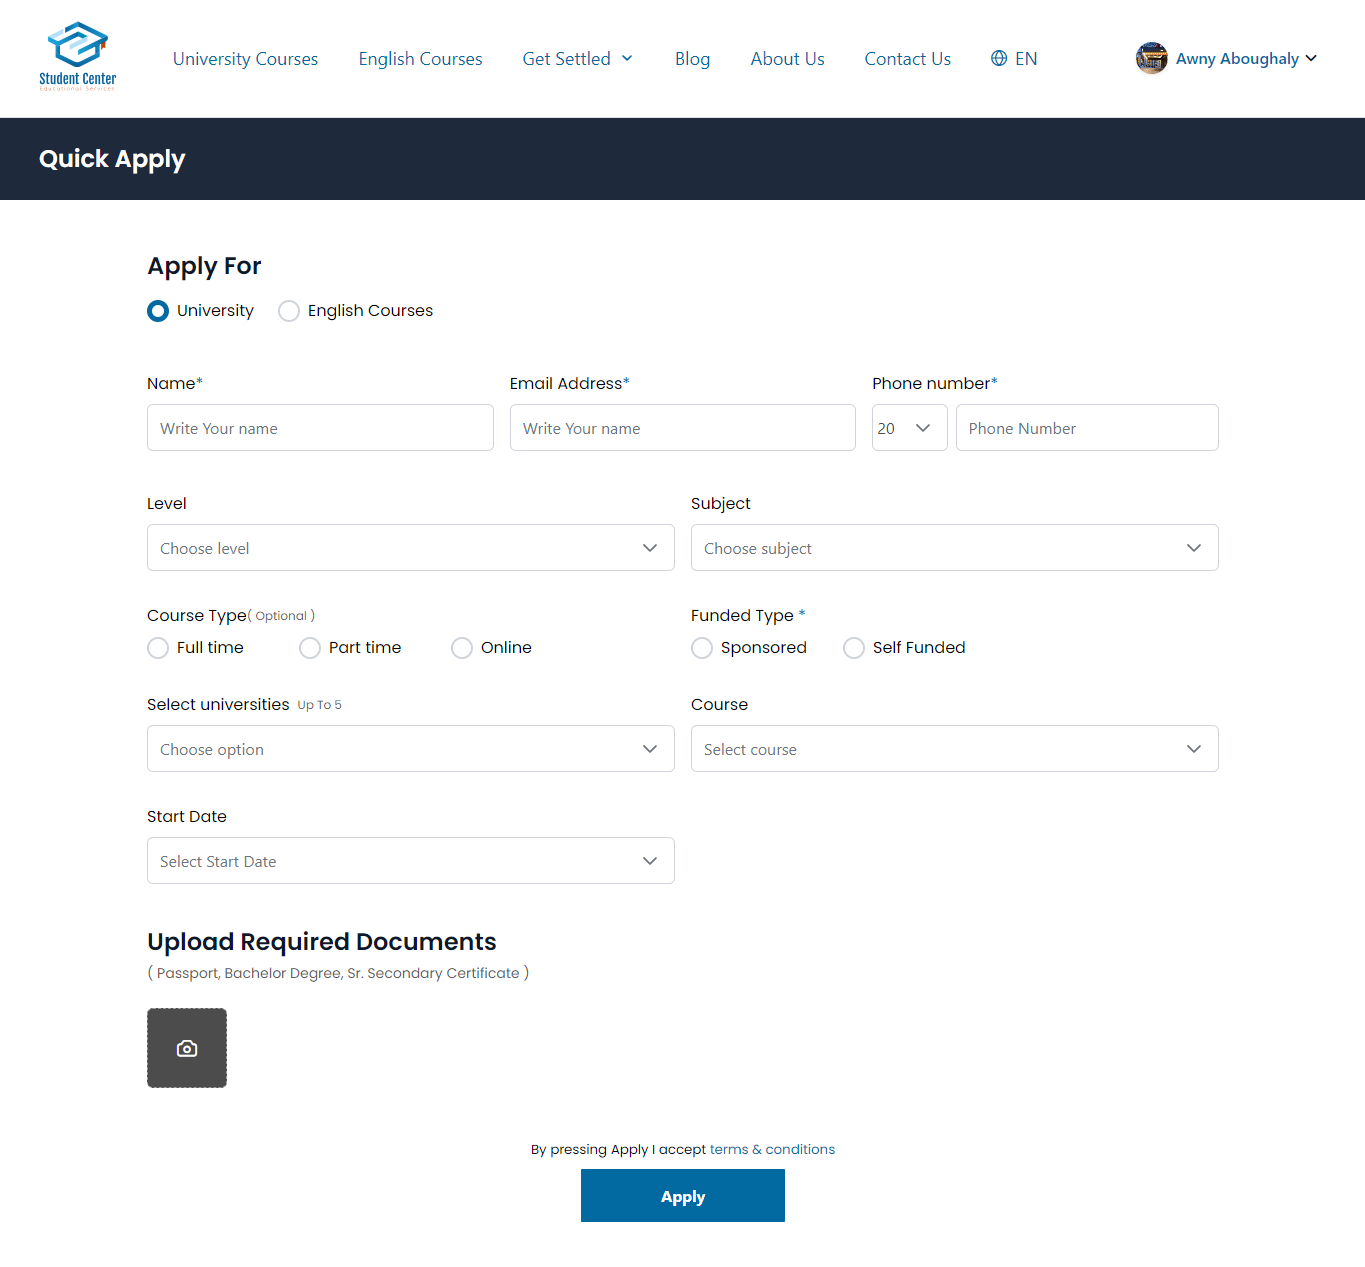 Student Center
Educational Services
University Courses
English Courses
Get Settled
Blog
About Us
Contact Us
EN
Awny Aboughaly
Quick Apply
Apply For
University
English Courses
Name*
Email Address*
Phone number*
Write Your name
Write Your name
20
Phone Number
Level
Subject
Choose level
Choose subject
Course Type( Optional )
Funded Type *
Full time
Part time
Online
Sponsored
Self Funded
Select universities Up To 5
Course
Choose option
Select course
Start Date
Select Start Date
Upload Required Documents
( Passport, Bachelor Degree, Sr. Secondary Certificate )
By pressing Apply I accept terms & conditions
Apply